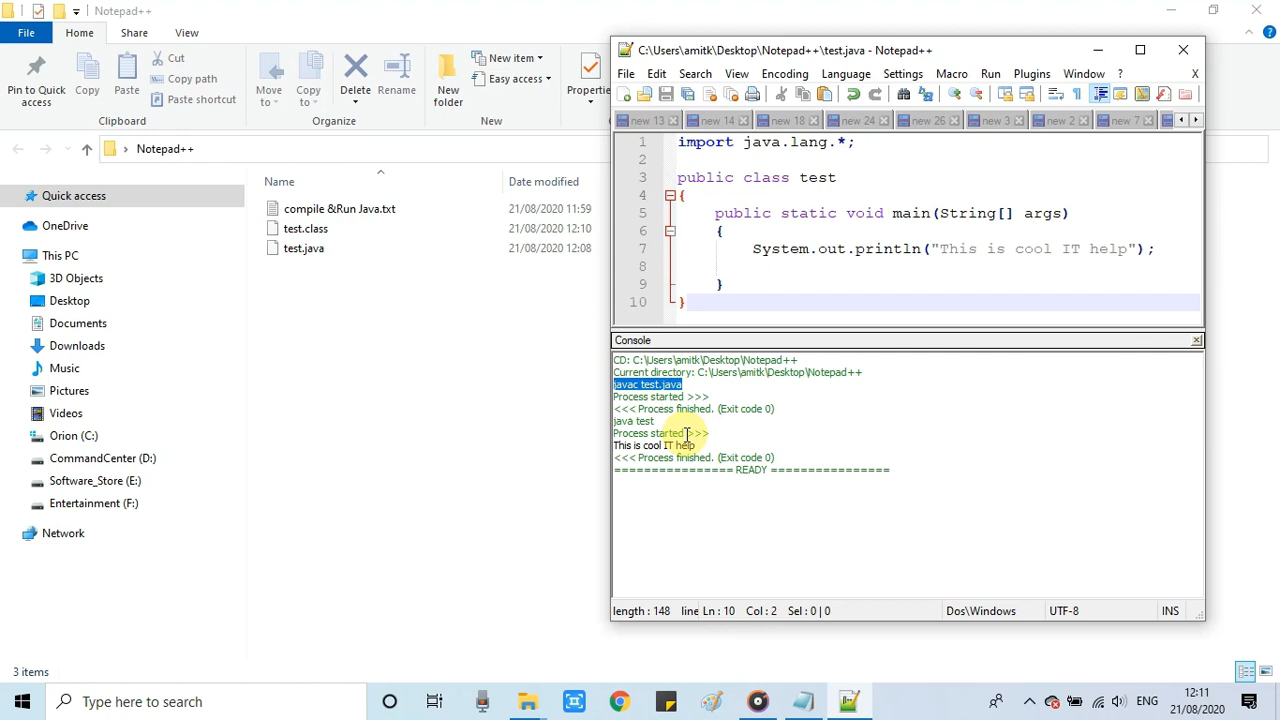 Notepad++
File Home Share View
Pin to Quick access
Copy
Paste
Cut
Copy path
Paste shortcut
Clipboard
Move to
Copy to
Delete
Rename
Organize
New folder
New item
Easy access
New
Properties
Notepad++
Quick access
OneDrive
This PC
3D Objects
Desktop
Documents
Downloads
Music
Pictures
Videos
Orion (C:)
CommandCenter (D:)
Software_Store (E:)
Entertainment (F:)
Network
Name Date modified
compile &Run Java.txt 21/08/2020 11:59
test.class 21/08/2020 12:10
test.java 21/08/2020 12:08
3 items
C:\Users\amitk\Desktop\Notepad++\test.java - Notepad++
File Edit Search View Encoding Language Settings Macro Run Plugins Window ? X
new 13 new 14 new 18 new 24 new 26 new 3 new 2 new 7
1 import java.lang.*;
2
3 public class test
4 {
5 public static void main(String[] args)
6 {
7 System.out.println("This is cool IT help");
8
9 }
10 }
Console
CD: C:\Users\amitk\Desktop\Notepad++
Current directory: C:\Users\amitk\Desktop\Notepad++
javac test.java
Process started >>>
<<< Process finished. (Exit code 0)
java test
Process started >>>
This is cool IT help
<<< Process finished. (Exit code 0)
================ READY ================
length : 148 line Ln : 10 Col : 2 Sel : 0 | 0 Dos\Windows UTF-8 INS
Type here to search
ENG
12:11
21/08/2020